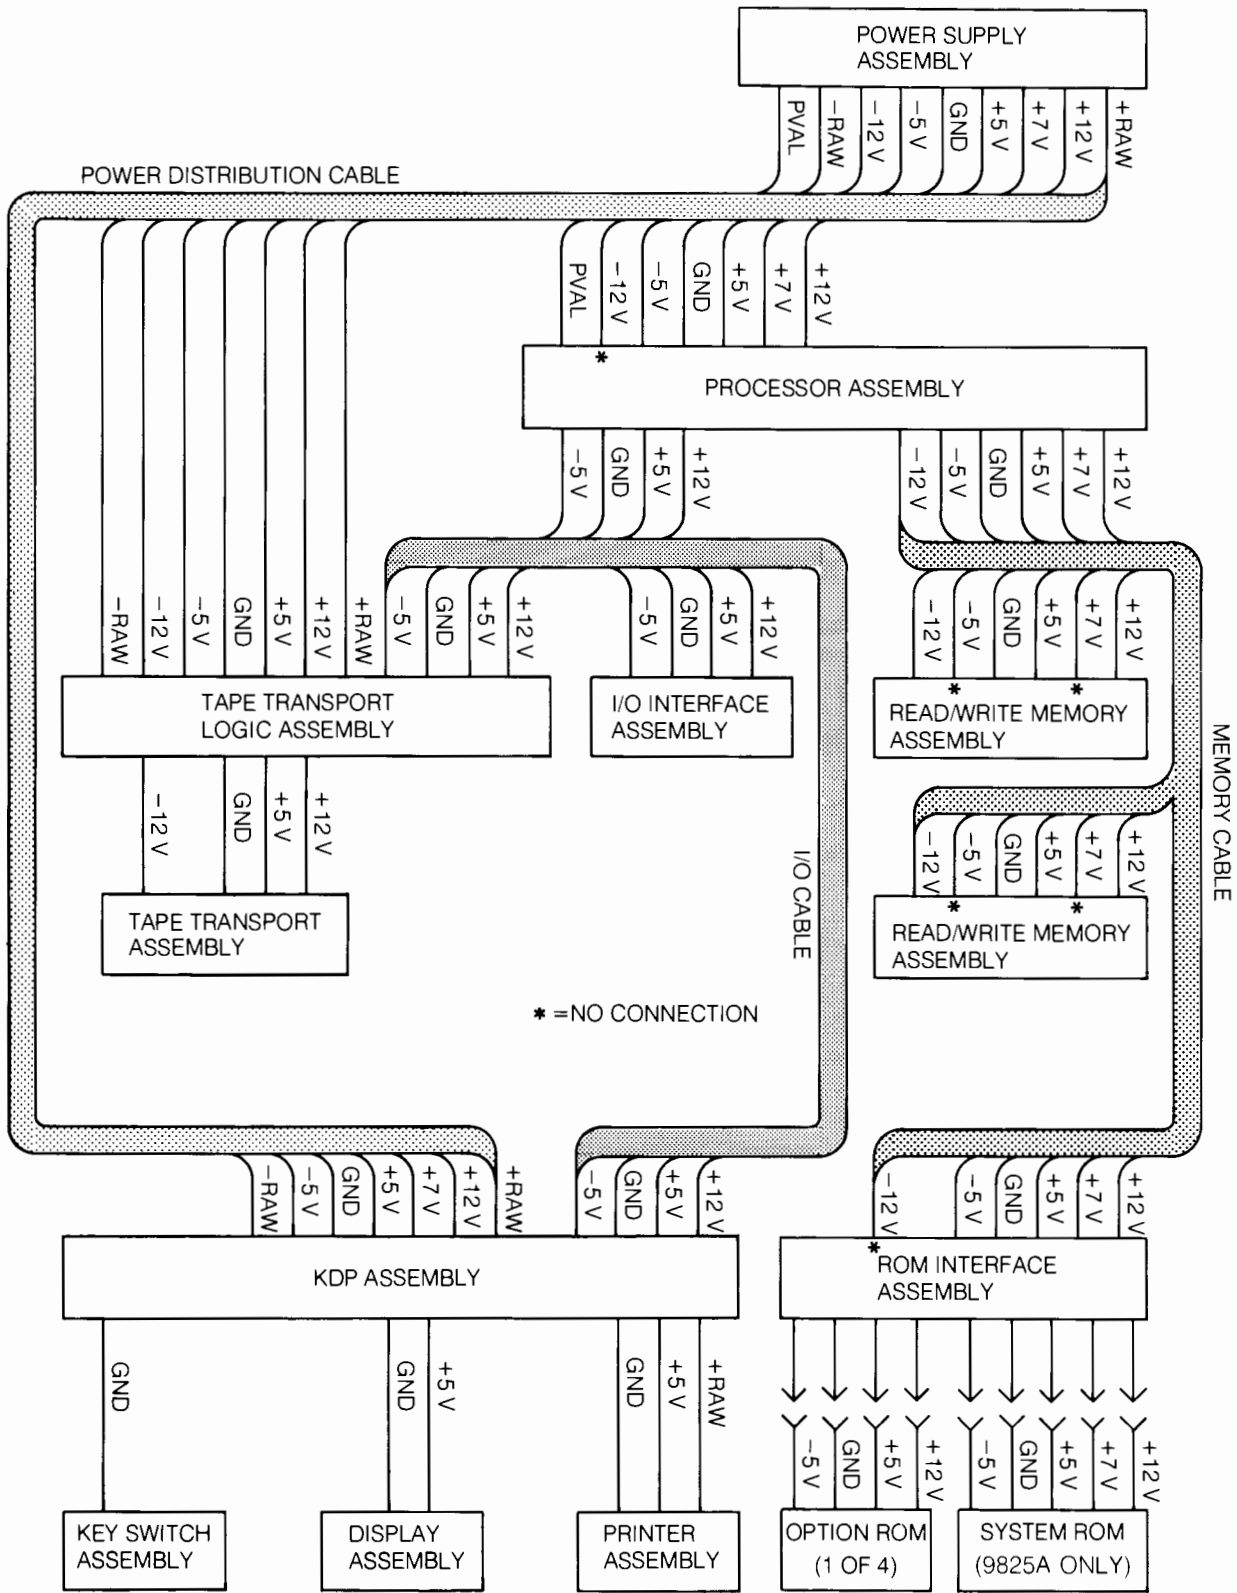 POWER SUPPLY
ASSEMBLY
PVAL
−RAW
−12 V
−5 V
GND
+5 V
+7 V
+12 V
+RAW
POWER DISTRIBUTION CABLE
PVAL
−12 V
−5 V
GND
+5 V
+7 V
+12 V
*
PROCESSOR ASSEMBLY
−5 V
GND
+5 V
+12 V
−12 V
−5 V
GND
+5 V
+7 V
+12 V
−RAW
−12 V
−5 V
GND
+5 V
+12 V
+RAW
−5 V
GND
+5 V
+12 V
−5 V
GND
+5 V
+12 V
−12 V
−5 V
GND
+5 V
+7 V
+12 V
TAPE TRANSPORT
LOGIC ASSEMBLY
I/O INTERFACE
ASSEMBLY
*
*
READ/WRITE MEMORY
ASSEMBLY
MEMORY CABLE
−12 V
GND
+5 V
+12 V
I/O CABLE
−12 V
−5 V
GND
+5 V
+7 V
+12 V
TAPE TRANSPORT
ASSEMBLY
*
*
READ/WRITE MEMORY
ASSEMBLY
* =NO CONNECTION
−RAW
−5 V
GND
+5 V
+7 V
+12 V
+RAW
−5 V
GND
+5 V
+12 V
−12 V
−5 V
GND
+5 V
+7 V
+12 V
KDP ASSEMBLY
*
ROM INTERFACE
ASSEMBLY
GND
GND
+5 V
GND
+5 V
+RAW
−5 V
GND
+5 V
+12 V
−5 V
GND
+5 V
+7 V
+12 V
KEY SWITCH
ASSEMBLY
DISPLAY
ASSEMBLY
PRINTER
ASSEMBLY
OPTION ROM
(1 OF 4)
SYSTEM ROM
(9825A ONLY)